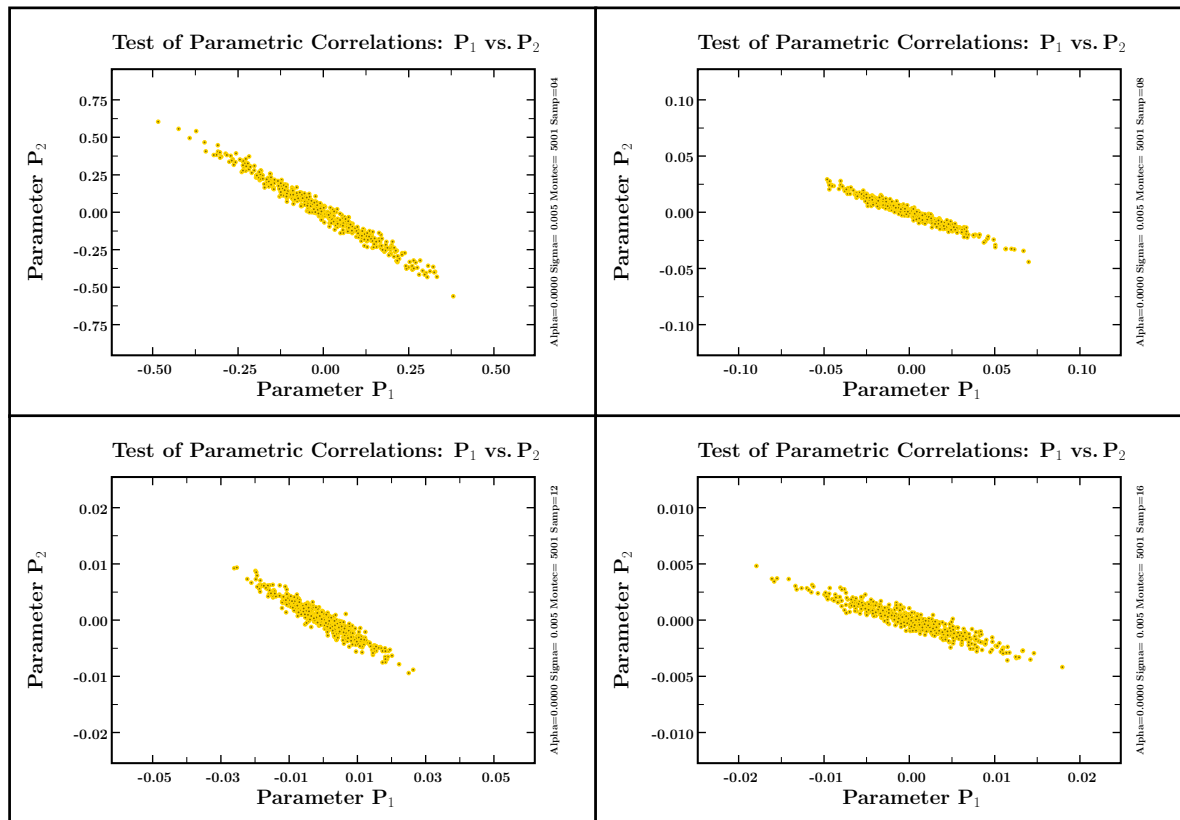 Test of Parametric Correlations: P₁ vs. P₂
Parameter P₂
0.75
0.50
0.25
0.00
-0.25
-0.50
-0.75
-0.50 -0.25 0.00 0.25 0.50
Parameter P₁
Alpha=0.0000 Sigma= 0.005 Montec= 5001 Samp=04
Test of Parametric Correlations: P₁ vs. P₂
Parameter P₂
0.10
0.05
0.00
-0.05
-0.10
-0.10 -0.05 0.00 0.05 0.10
Parameter P₁
Alpha=0.0000 Sigma= 0.005 Montec= 5001 Samp=08
Test of Parametric Correlations: P₁ vs. P₂
Parameter P₂
0.02
0.01
0.00
-0.01
-0.02
-0.05 -0.03 -0.01 0.01 0.03 0.05
Parameter P₁
Alpha=0.0000 Sigma= 0.005 Montec= 5001 Samp=12
Test of Parametric Correlations: P₁ vs. P₂
Parameter P₂
0.010
0.005
0.000
-0.005
-0.010
-0.02 -0.01 0.00 0.01 0.02
Parameter P₁
Alpha=0.0000 Sigma= 0.005 Montec= 5001 Samp=16